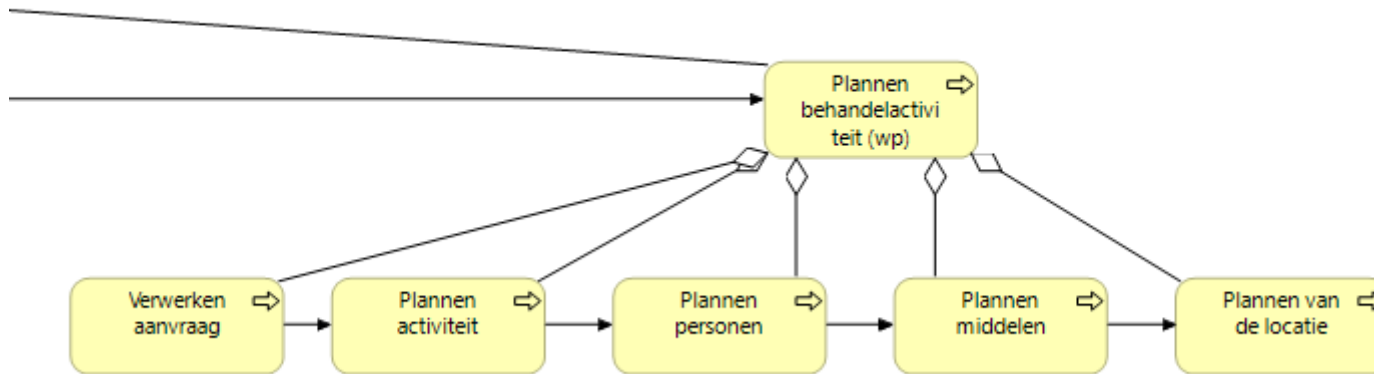 Plannen
behandelactivi
teit (wp)
Verwerken
aanvraag
Plannen
activiteit
Plannen
personen
Plannen
middelen
Plannen van
de locatie